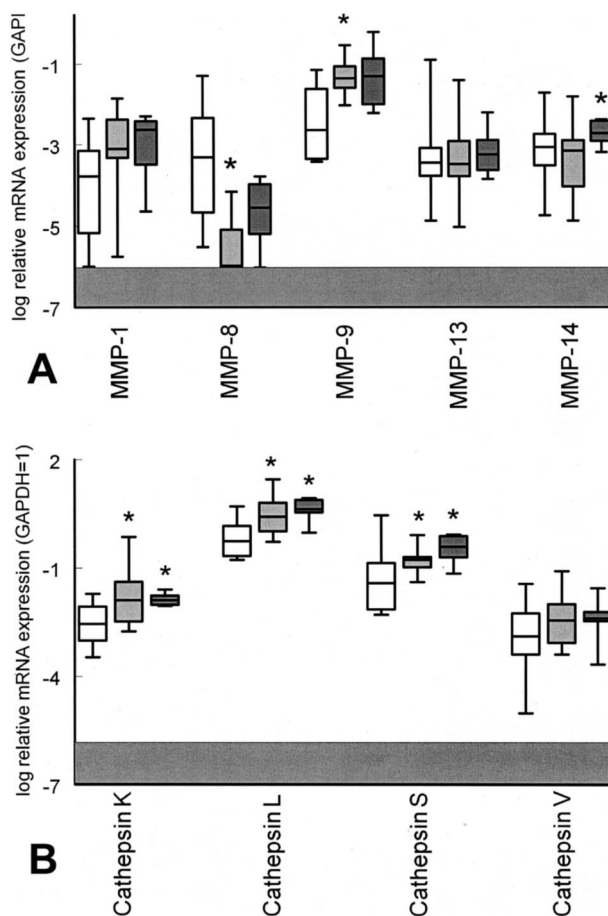 log relative mRNA expression (GAPI
-1
-3
-5
-7
*
*
*
MMP-1
MMP-8
MMP-9
MMP-13
MMP-14
A
log relative mRNA expression (GAPDH=1)
2
-1
-4
-7
*
*
*
*
*
*
Cathepsin K
Cathepsin L
Cathepsin S
Cathepsin V
B